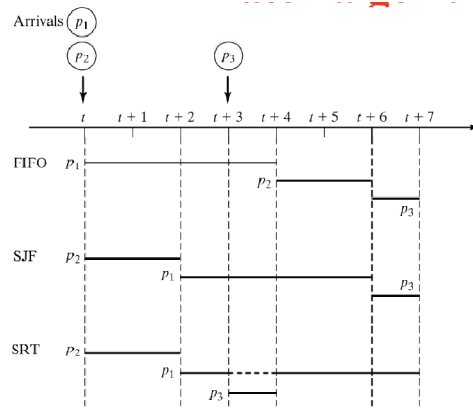 Arrivals p1
p2 p3
t t + 1 t + 2 t + 3 t + 4 t + 5 t + 6 t + 7
FIFO p1
p2
p3
SJF p2
p1
p3
SRT p2
p1
p3